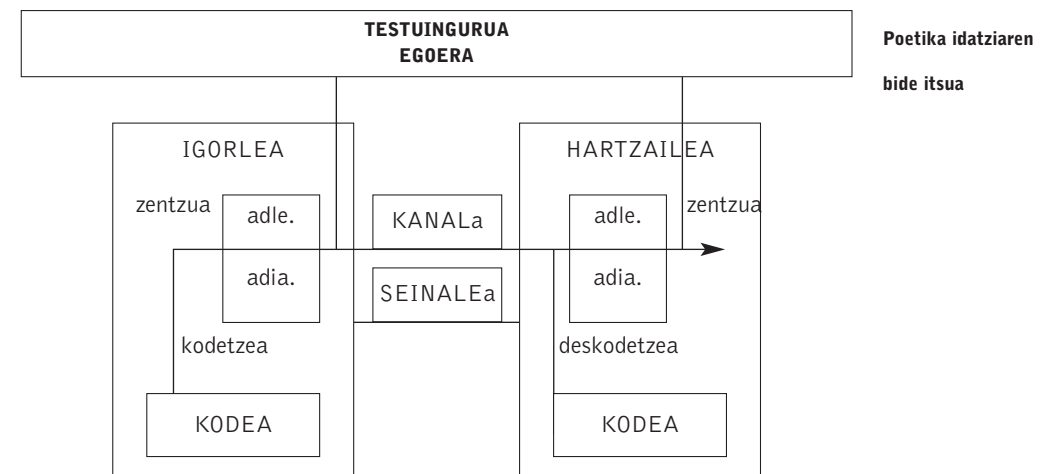 TESTUINGURUA
EGOERA
Poetika idatziaren
bide itsua
IGORLEA
HARTZAILEA
zentzua
adle.
KANALa
adle.
zentzua
adia.
SEINALEa
adia.
kodetzea
deskodetzea
KODEA
KODEA